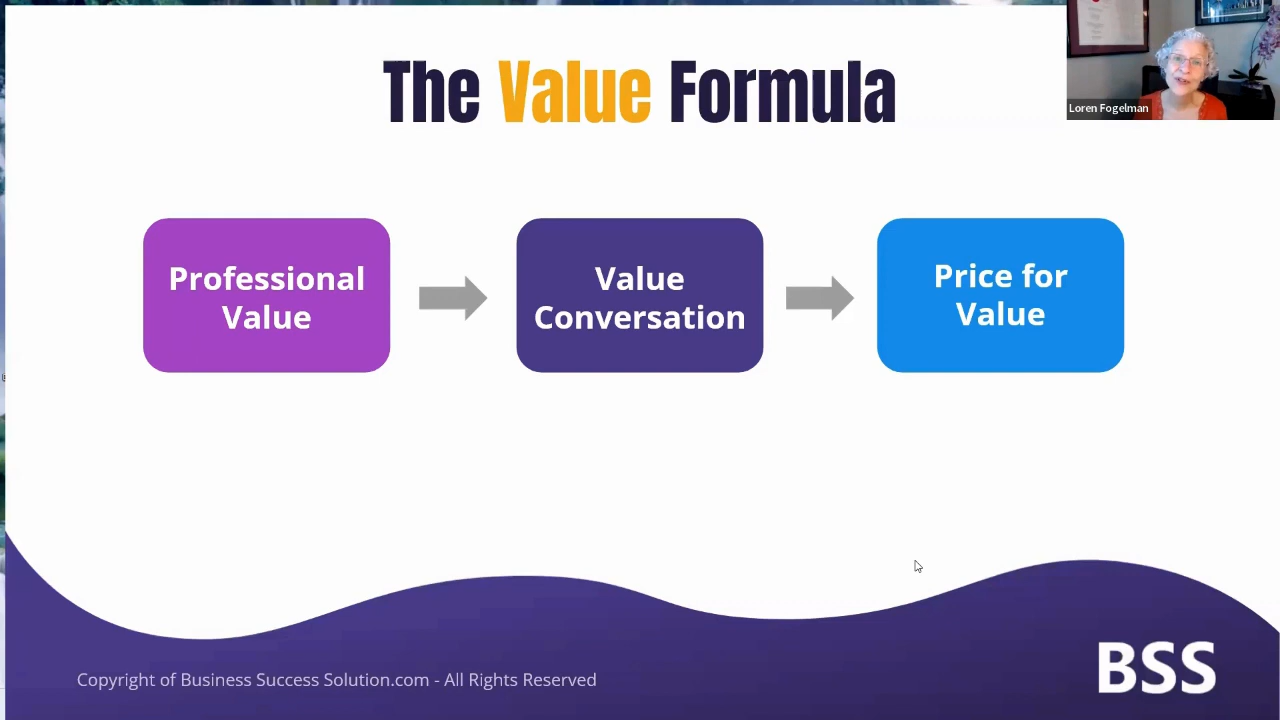 The Value Formula
Loren Fogelman
Professional
Value
Value
Conversation
Price for
Value
Copyright of Business Success Solution.com - All Rights Reserved
BSS